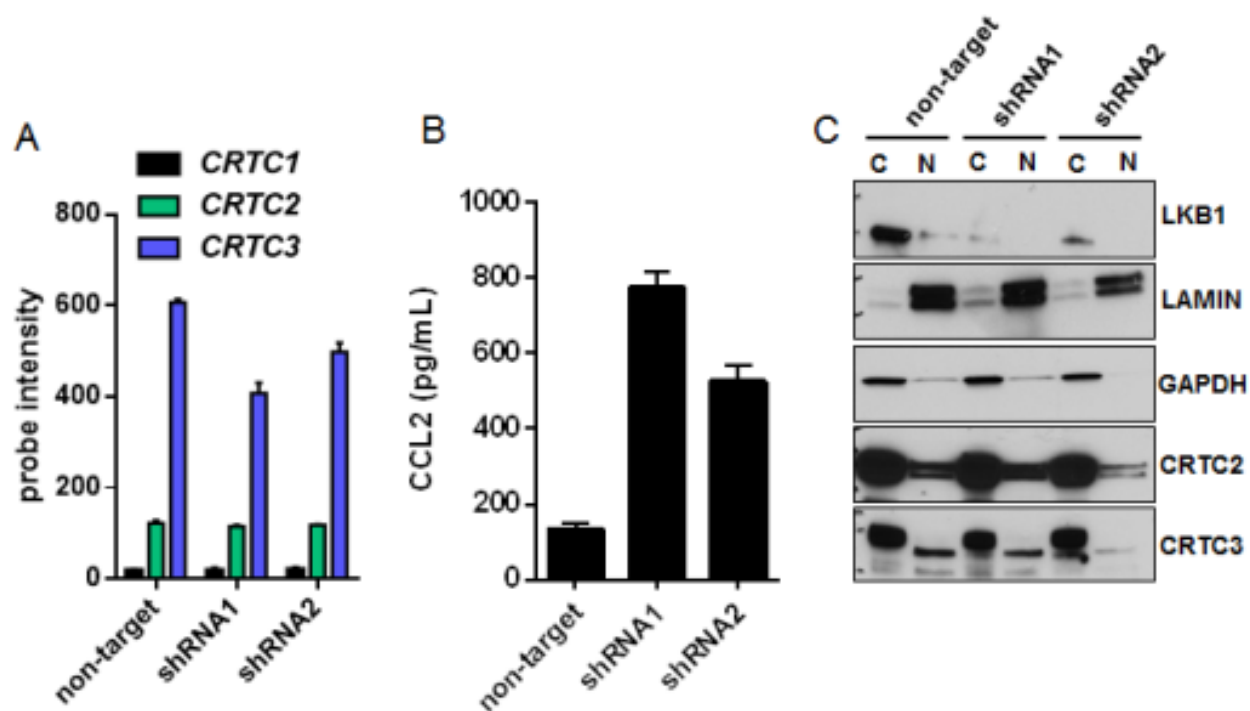 A
CRTC1
CRTC2
CRTC3
probe intensity
800
600
400
200
0
non-target
shRNA1
shRNA2
B
CCL2 (pg/mL)
1000
800
600
400
200
0
non-target
shRNA1
shRNA2
C
non-target
shRNA1
shRNA2
C N C N C N
LKB1
LAMIN
GAPDH
CRTC2
CRTC3